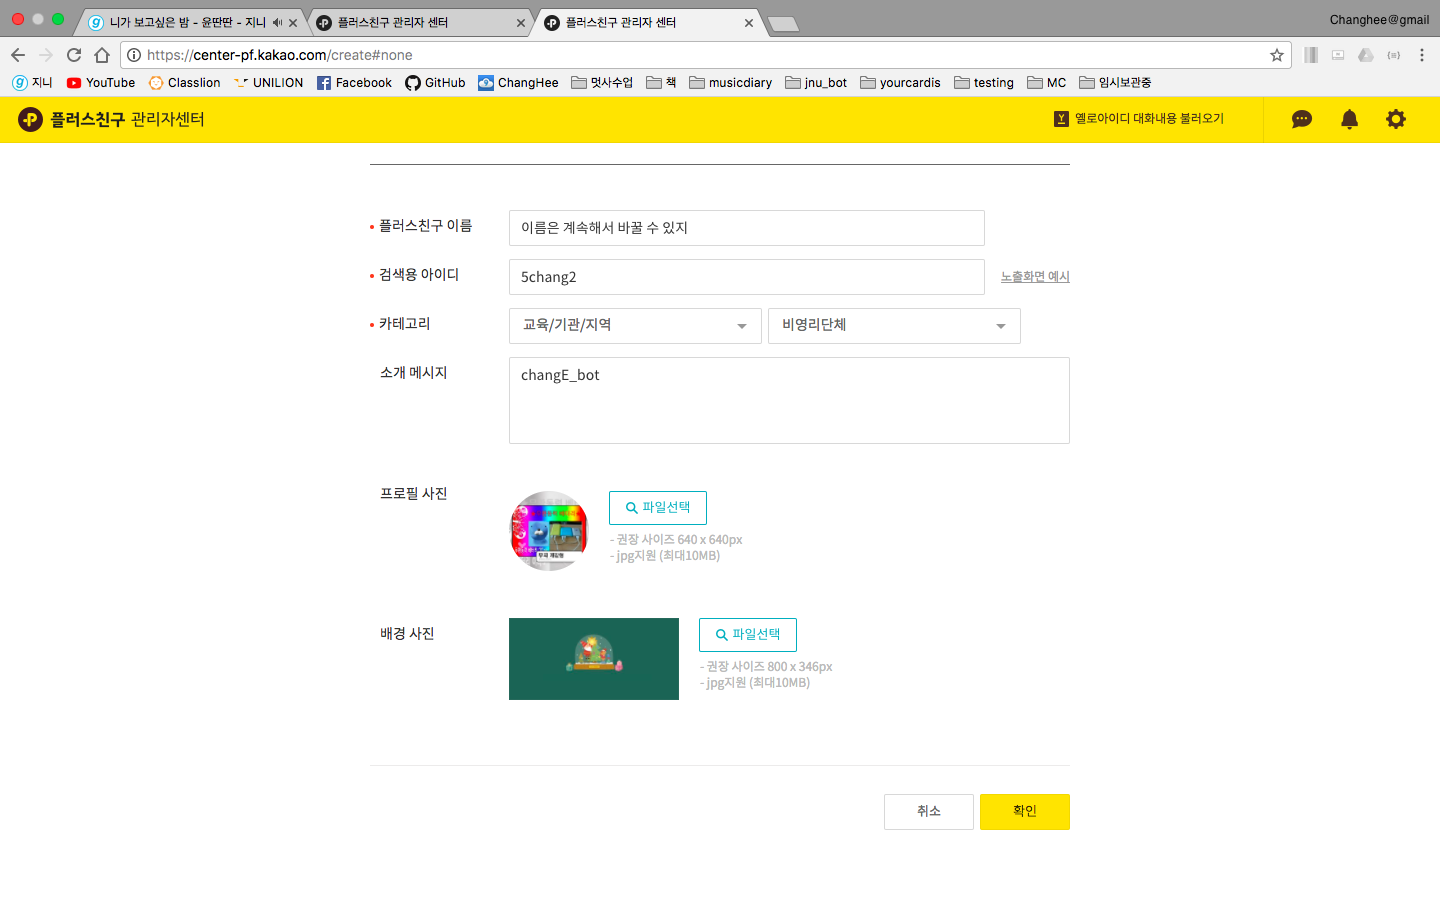 니가 보고싶은 밤 - 윤딴딴 - 지니
플러스친구 관리자 센터
플러스친구 관리자 센터
Changhee@gmail
https://center-pf.kakao.com/create#none
지니 YouTube Classlion UNILION Facebook GitHub ChangHee 멋사수업 책 musicdiary jnu_bot yourcardis testing MC 임시보관중
플러스친구 관리자센터
옐로아이디 대화내용 불러오기
플러스친구 이름
이름은 계속해서 바꿀 수 있지
검색용 아이디
5chang2
노출화면 예시
카테고리
교육/기관/지역
비영리단체
소개 메시지
changE_bot
프로필 사진
파일선택
- 권장 사이즈 640 x 640px
- jpg지원 (최대10MB)
배경 사진
파일선택
- 권장 사이즈 800 x 346px
- jpg지원 (최대10MB)
취소
확인